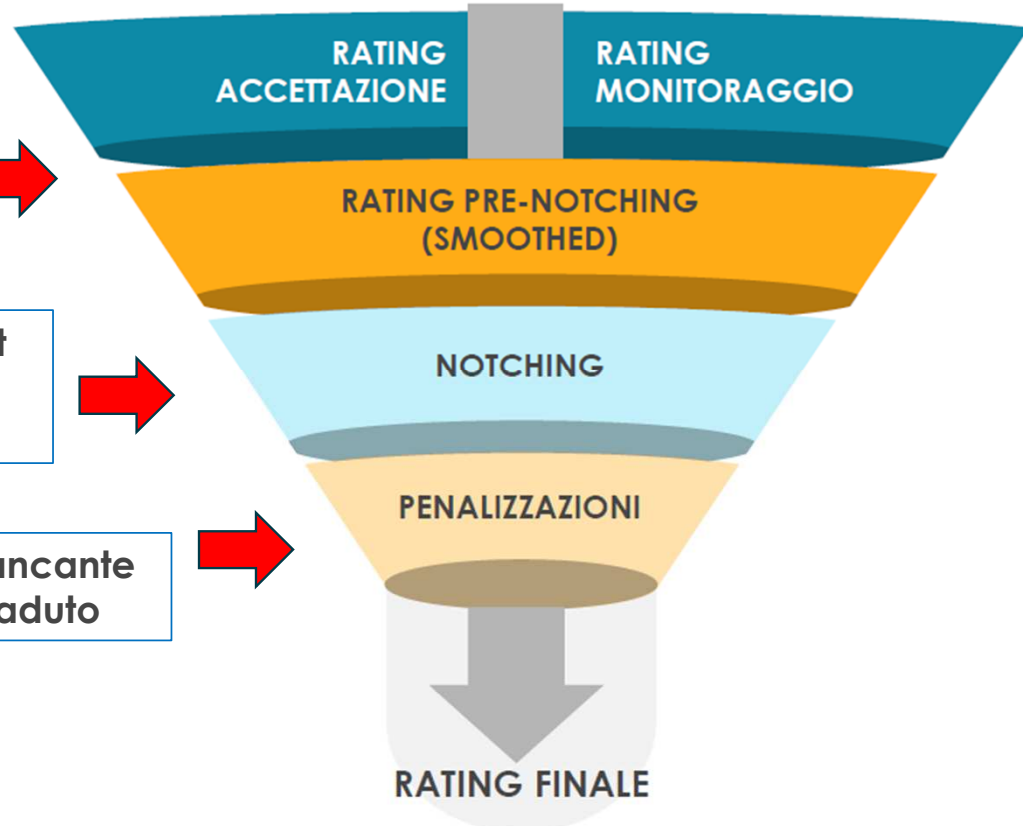 RATING
ACCETTAZIONE
RATING
MONITORAGGIO
RATING PRE-NOTCHING
(SMOOTHED)
NOTCHING
PENALIZZAZIONI
RATING FINALE